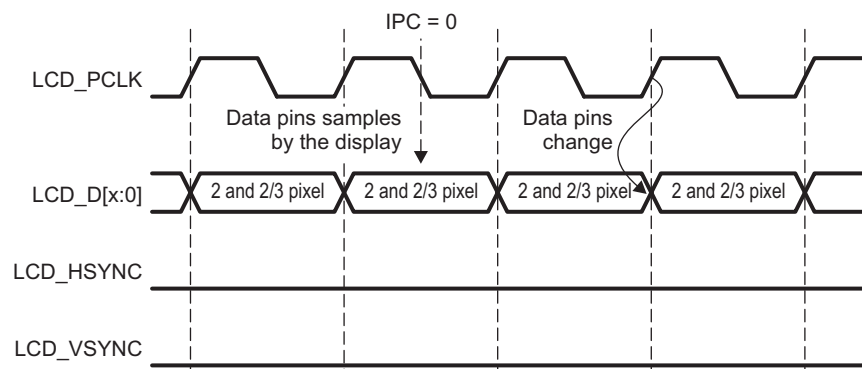 IPC = 0
LCD_PCLK
Data pins samples
by the display
Data pins
change
LCD_D[x:0]
2 and 2/3 pixel
2 and 2/3 pixel
2 and 2/3 pixel
2 and 2/3 pixel
LCD_HSYNC
LCD_VSYNC